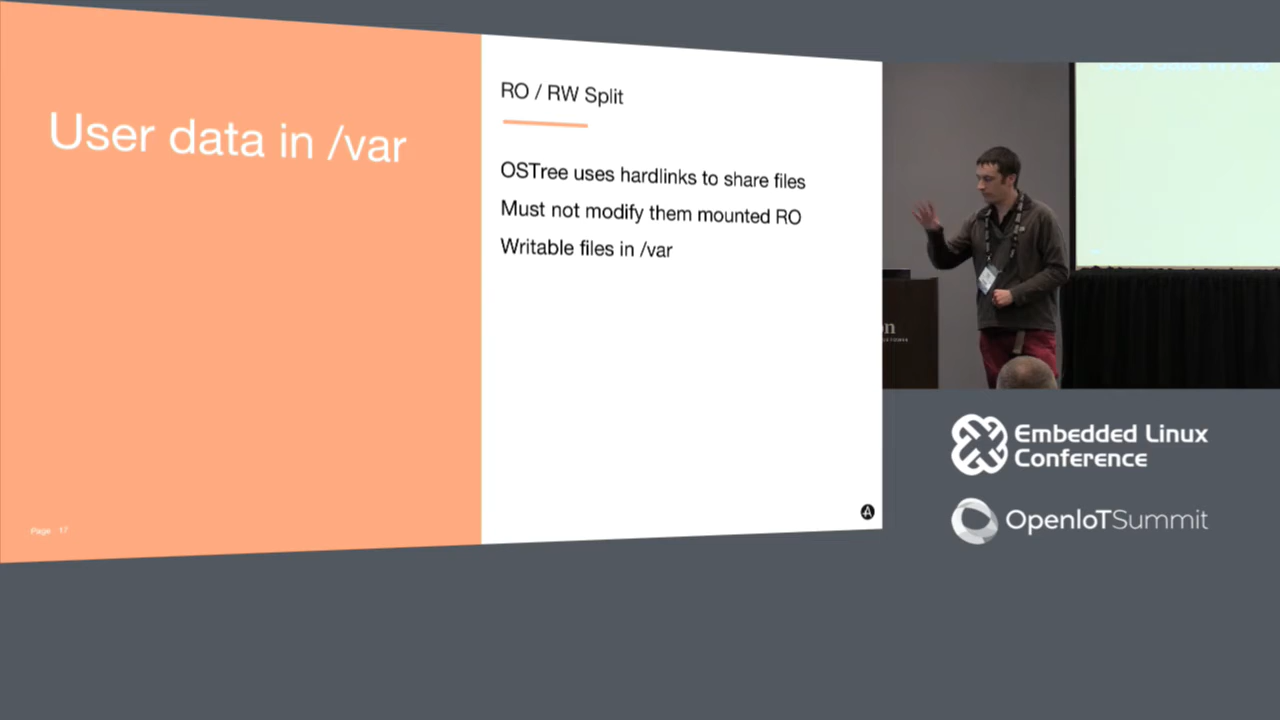 User data in /var
RO / RW Split
OSTree uses hardlinks to share files
Must not modify them mounted RO
Writable files in /var
Page 17
on
Embedded Linux
Conference
OpenIoTSummit